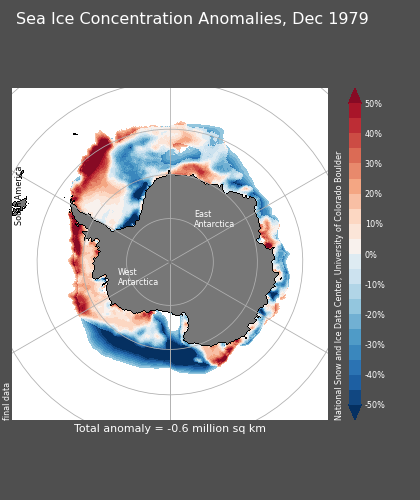 Sea Ice Concentration Anomalies, Dec 1979
South America
East
Antarctica
West
Antarctica
50%
40%
30%
20%
10%
0%
-10%
-20%
-30%
-40%
-50%
National Snow and Ice Data Center, University of Colorado Boulder
final data
Total anomaly = -0.6 million sq km